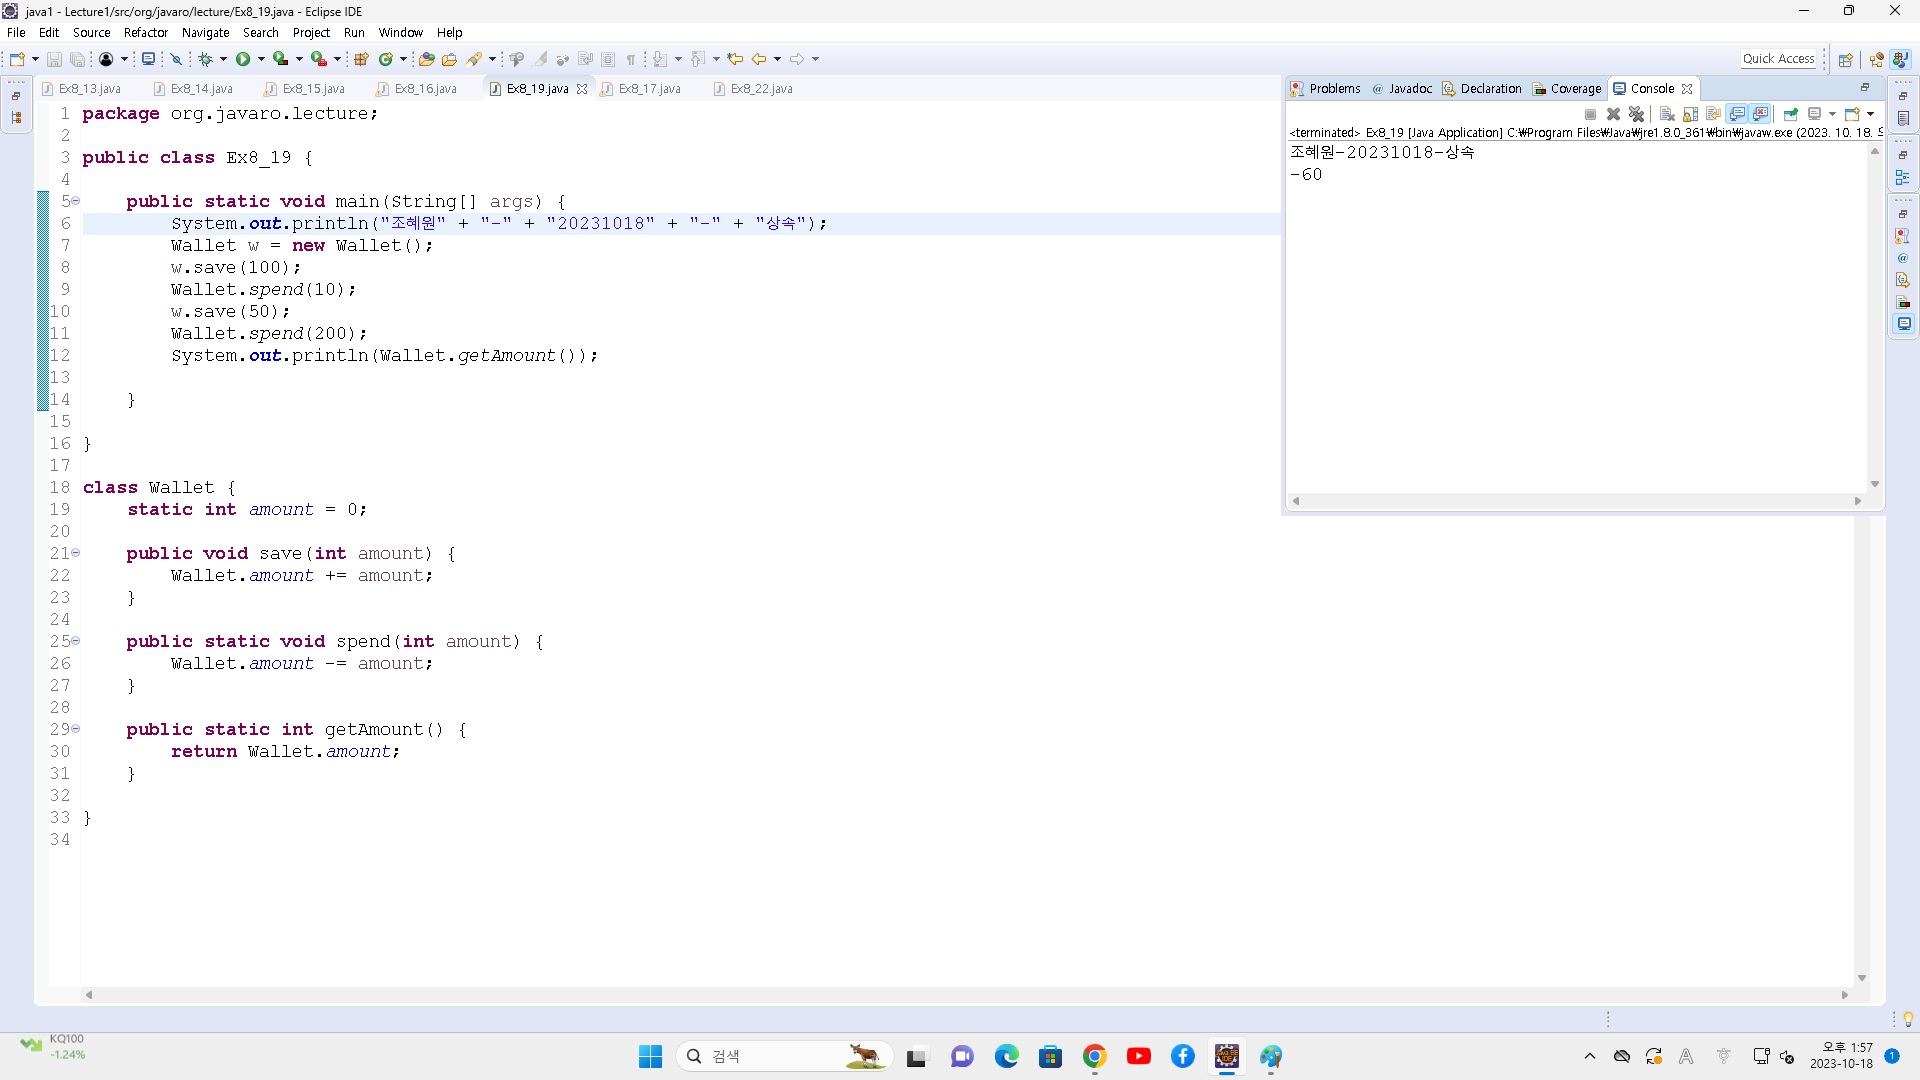 java1 - Lecture1/src/org/javaro/lecture/Ex8_19.java - Eclipse IDE
File Edit Source Refactor Navigate Search Project Run Window Help
Quick Access
Ex8_13.java Ex8_14.java Ex8_15.java Ex8_16.java Ex8_19.java Ex8_17.java Ex8_22.java
1 package org.javaro.lecture;
2
3 public class Ex8_19 {
4
5 public static void main(String[] args) {
6 System.out.println("조혜원" + "-" + "20231018" + "-" + "상속");
7 Wallet w = new Wallet();
8 w.save(100);
9 Wallet.spend(10);
10 w.save(50);
11 Wallet.spend(200);
12 System.out.println(Wallet.getAmount());
13
14 }
15
16 }
17
18 class Wallet {
19 static int amount = 0;
20
21 public void save(int amount) {
22 Wallet.amount += amount;
23 }
24
25 public static void spend(int amount) {
26 Wallet.amount -= amount;
27 }
28
29 public static int getAmount() {
30 return Wallet.amount;
31 }
32
33 }
34
Problems @ Javadoc Declaration Coverage Console
<terminated> Ex8_19 [Java Application] C:₩Program Files₩Java₩jre1.8.0_361₩bin₩javaw.exe (2023. 10. 18.
조혜원-20231018-상속
-60
KQ100
-1.24%
검색
오후 1:57
2023-10-18
1